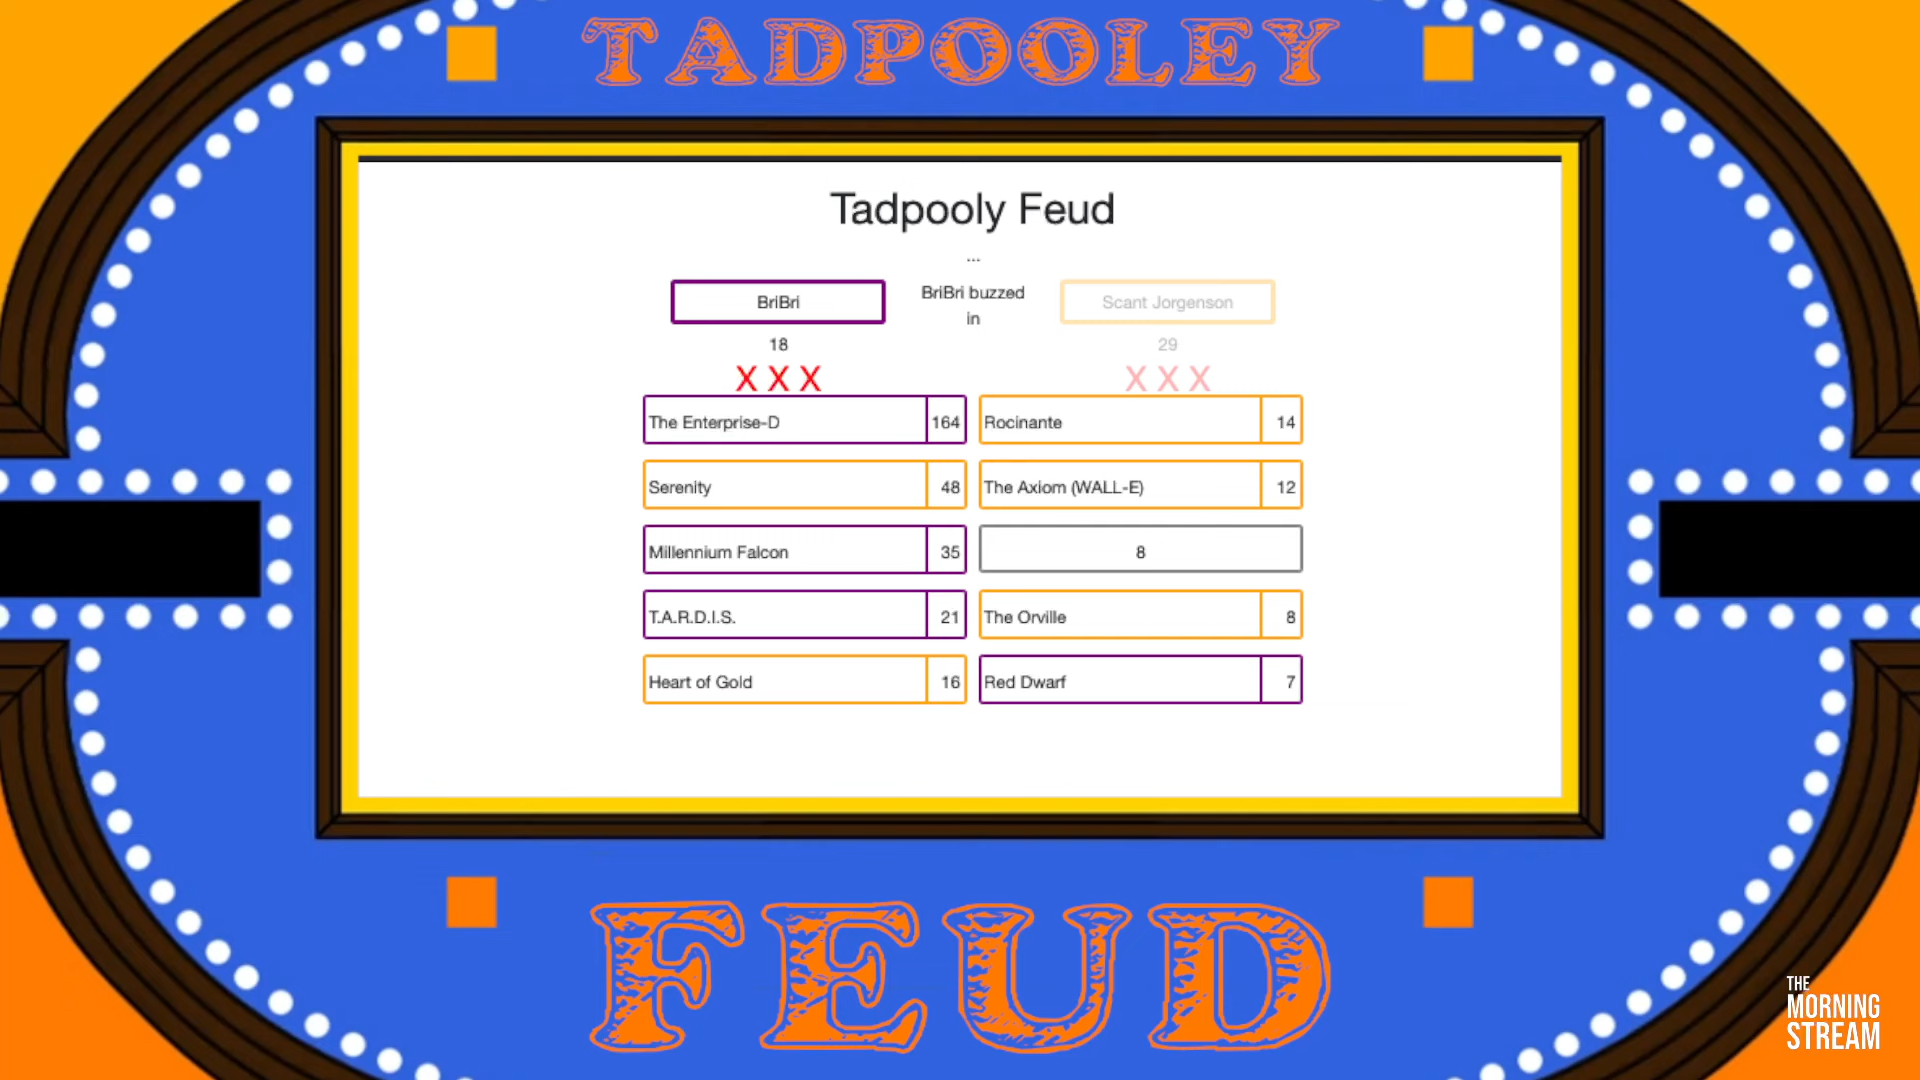 TADPOOLEY
Tadpooly Feud
...
BriBri
BriBri buzzed
in
Scant Jorgenson
18
29
X X X
X X X
The Enterprise-D 164
Rocinante 14
Serenity 48
The Axiom (WALL-E) 12
Millennium Falcon 35
8
T.A.R.D.I.S. 21
The Orville 8
Heart of Gold 16
Red Dwarf 7
FEUD
THE
MORNING
STREAM